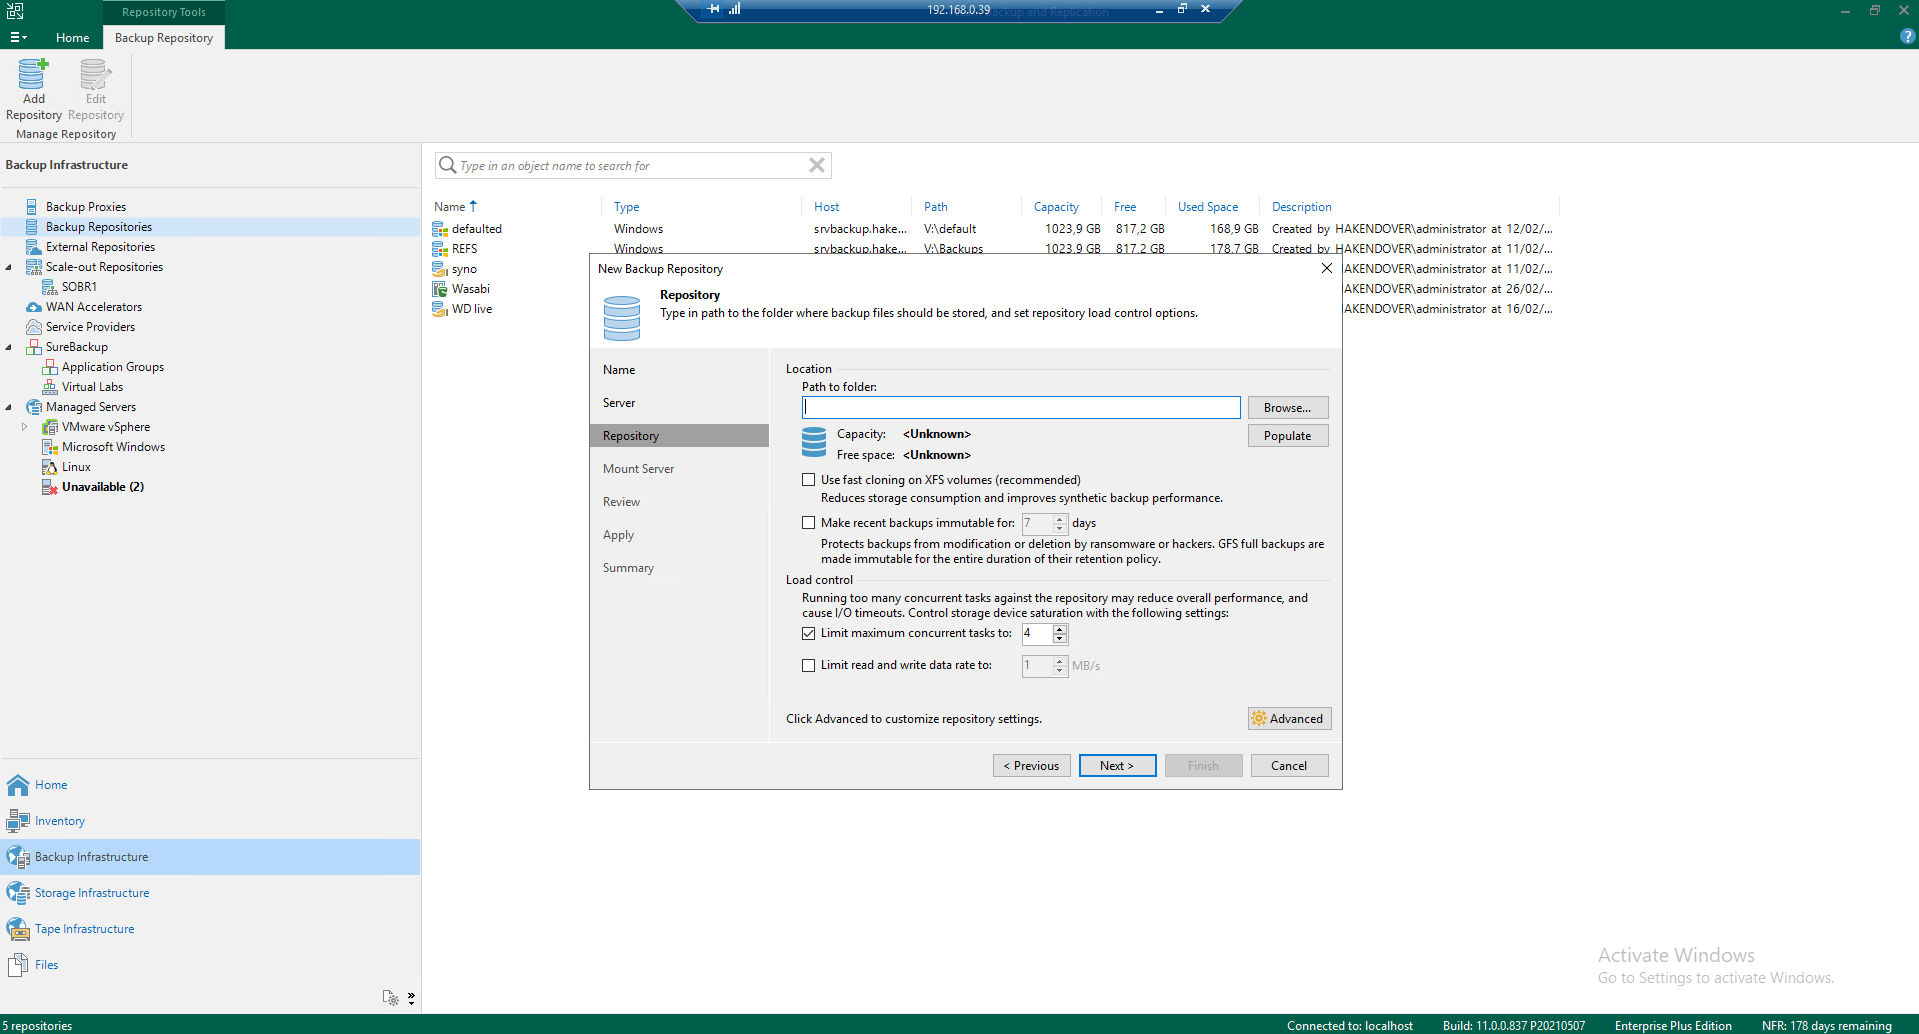 Repository Tools
192.168.0.39
Backup and Replication
Home
Backup Repository
Add
Repository
Edit
Repository
Manage Repository
Backup Infrastructure
Backup Proxies
Backup Repositories
External Repositories
Scale-out Repositories
SOBR1
WAN Accelerators
Service Providers
SureBackup
Application Groups
Virtual Labs
Managed Servers
VMware vSphere
Microsoft Windows
Linux
Unavailable (2)
Home
Inventory
Backup Infrastructure
Storage Infrastructure
Tape Infrastructure
Files
Type in an object name to search for
Name Type Host Path Capacity Free Used Space Description
defaulted Windows srvbackup.hake... V:\default 1023,9 GB 817,2 GB 168,9 GB Created by HAKENDOVER\administrator at 12/02/...
REFS Windows srvbackup.hake... V:\Backups 1023,9 GB 817,2 GB 178,7 GB Created by HAKENDOVER\administrator at 11/02/...
syno AKENDOVER\administrator at 11/02/...
Wasabi AKENDOVER\administrator at 26/02/...
WD live AKENDOVER\administrator at 16/02/...
New Backup Repository
Repository
Type in path to the folder where backup files should be stored, and set repository load control options.
Name
Server
Repository
Mount Server
Review
Apply
Summary
Location
Path to folder:
Browse...
Capacity: <Unknown>
Populate
Free space: <Unknown>
Use fast cloning on XFS volumes (recommended)
Reduces storage consumption and improves synthetic backup performance.
Make recent backups immutable for: 7 days
Protects backups from modification or deletion by ransomware or hackers. GFS full backups are
made immutable for the entire duration of their retention policy.
Load control
Running too many concurrent tasks against the repository may reduce overall performance, and
cause I/O timeouts. Control storage device saturation with the following settings:
Limit maximum concurrent tasks to: 4
Limit read and write data rate to: 1 MB/s
Click Advanced to customize repository settings.
Advanced
< Previous
Next >
Finish
Cancel
Activate Windows
Go to Settings to activate Windows.
5 repositories
Connected to: localhost
Build: 11.0.0.837 P20210507
Enterprise Plus Edition
NFR: 178 days remaining